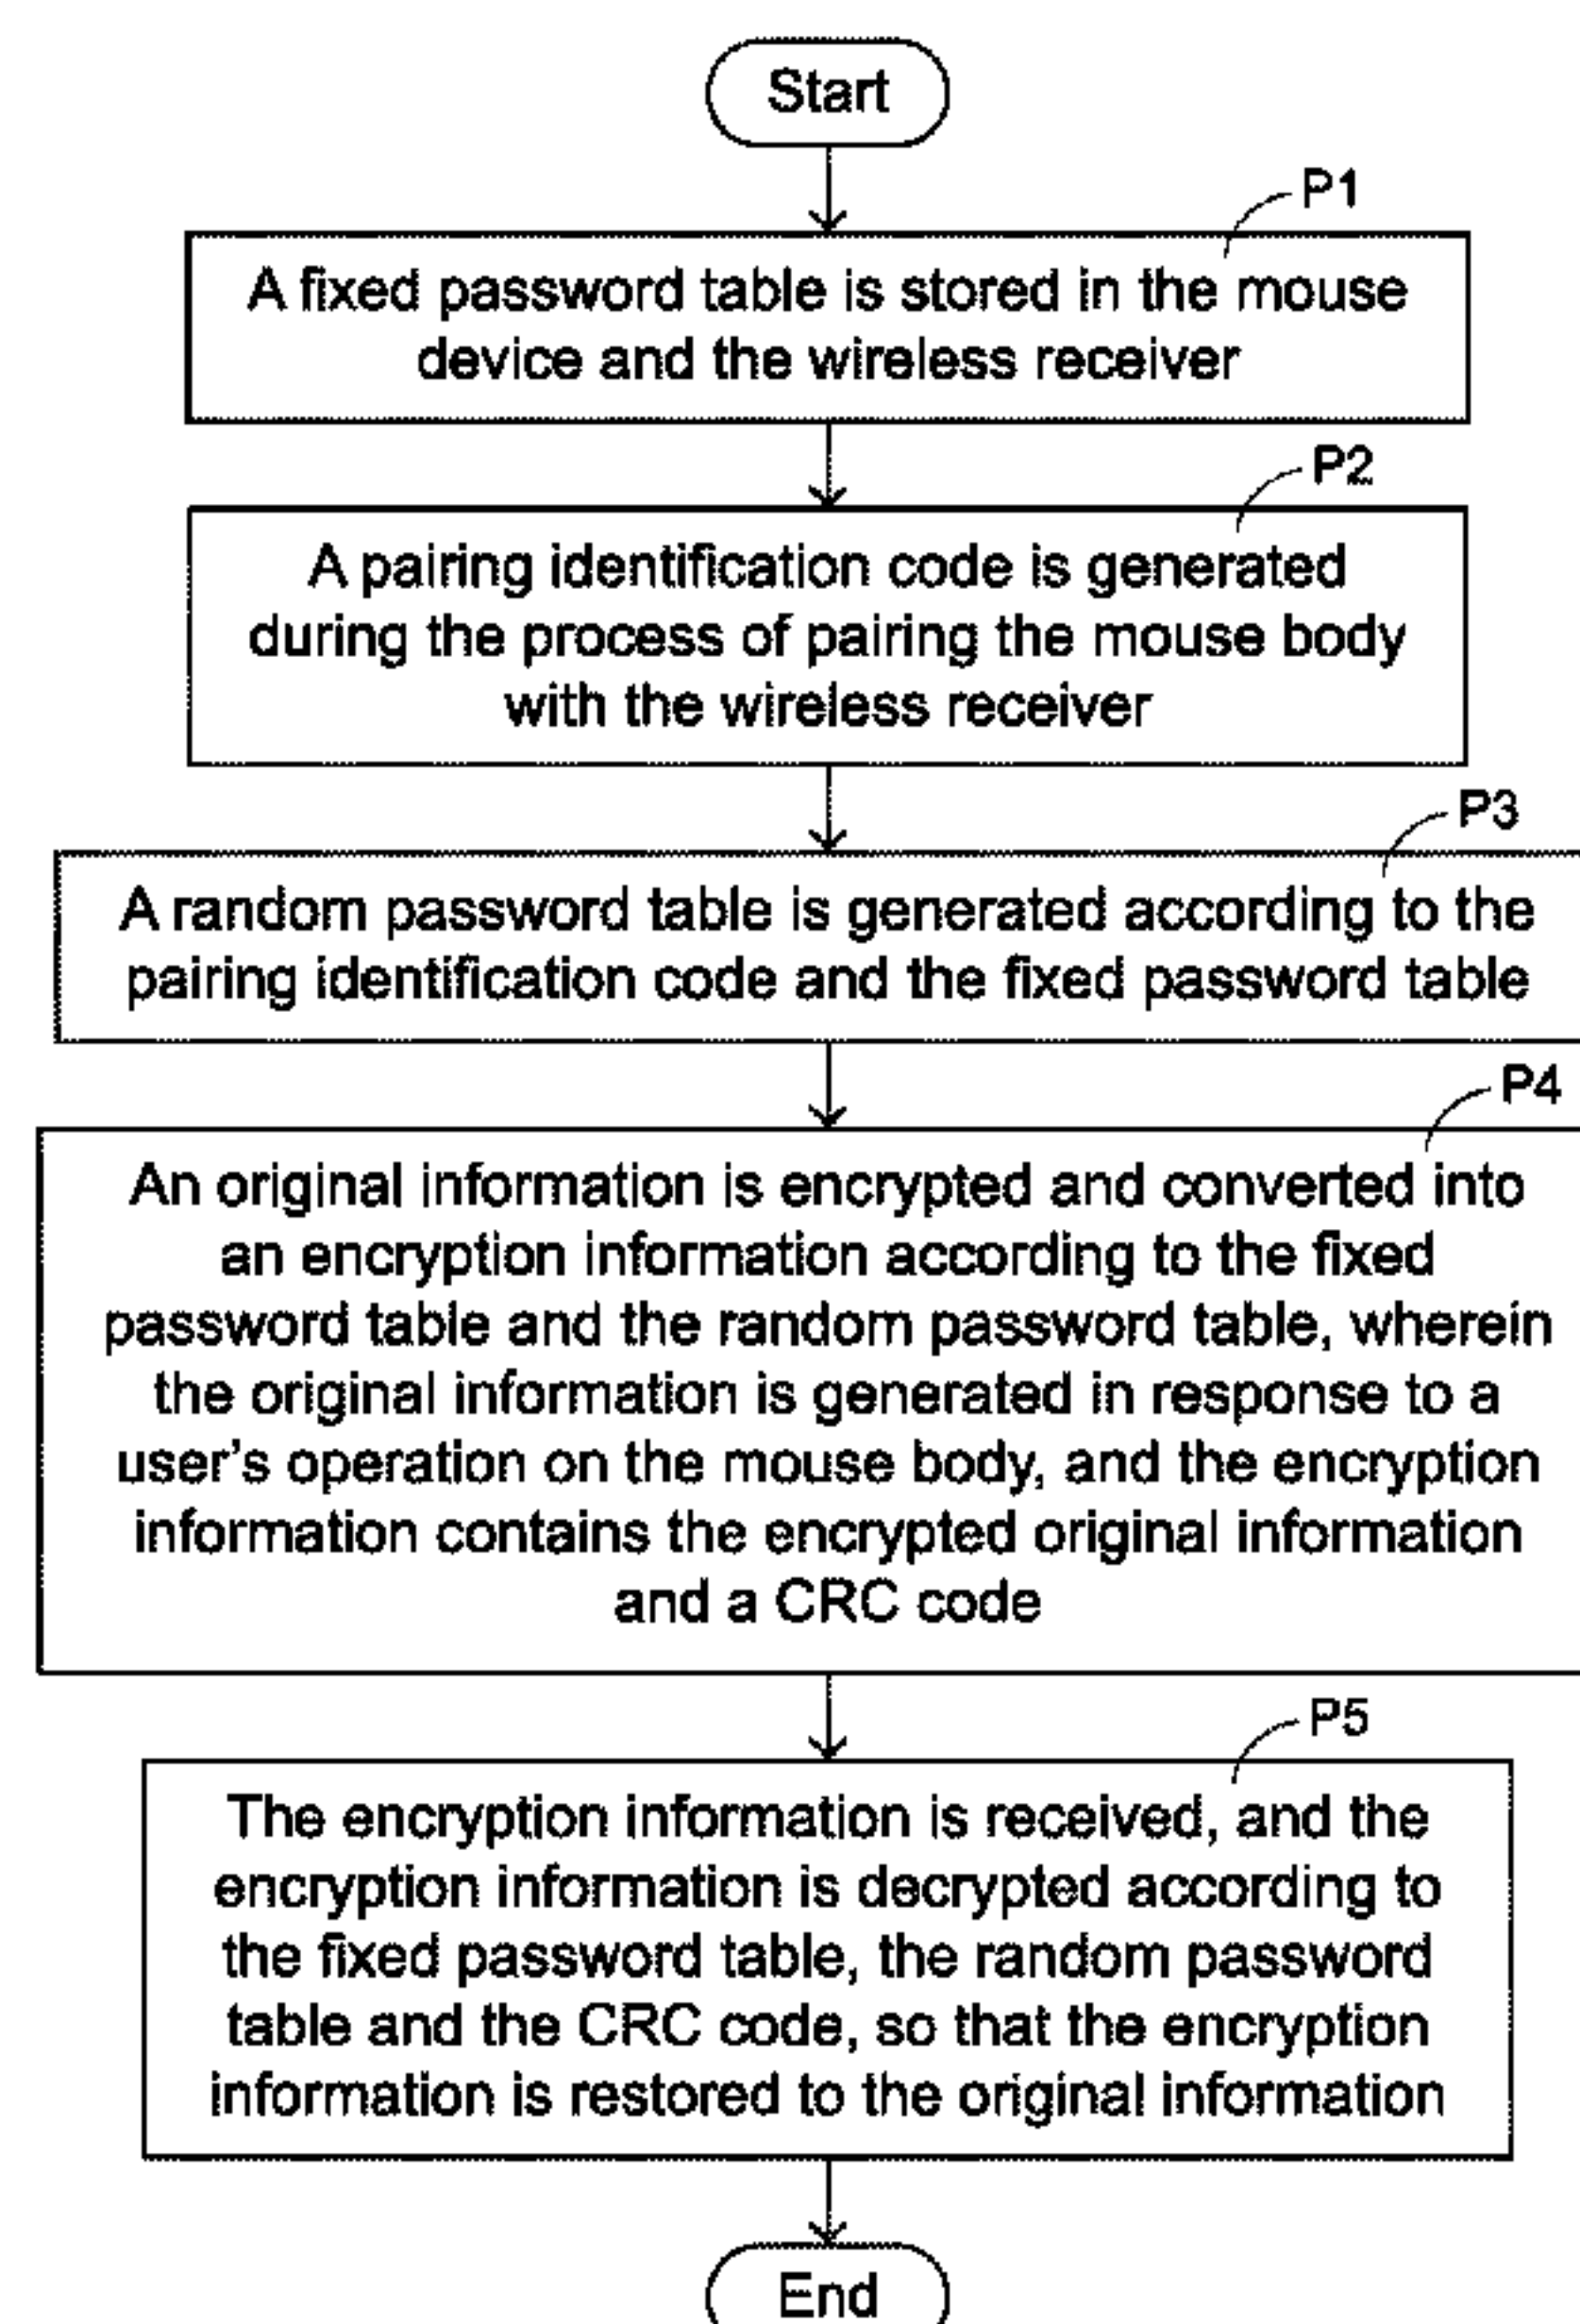 Start
P1
A fixed password table is stored in the mouse
device and the wireless receiver
P2
A pairing identification code is generated
during the process of pairing the mouse body
with the wireless receiver
P3
A random password table is generated according to the
pairing identification code and the fixed password table
P4
An original information is encrypted and converted into
an encryption information according to the fixed
password table and the random password table, wherein
the original information is generated in response to a
user's operation on the mouse body, and the encryption
information contains the encrypted original information
and a CRC code
P5
The encryption information is received, and the
encryption information is decrypted according to
the fixed password table, the random password
table and the CRC code, so that the encryption
information is restored to the original information
End